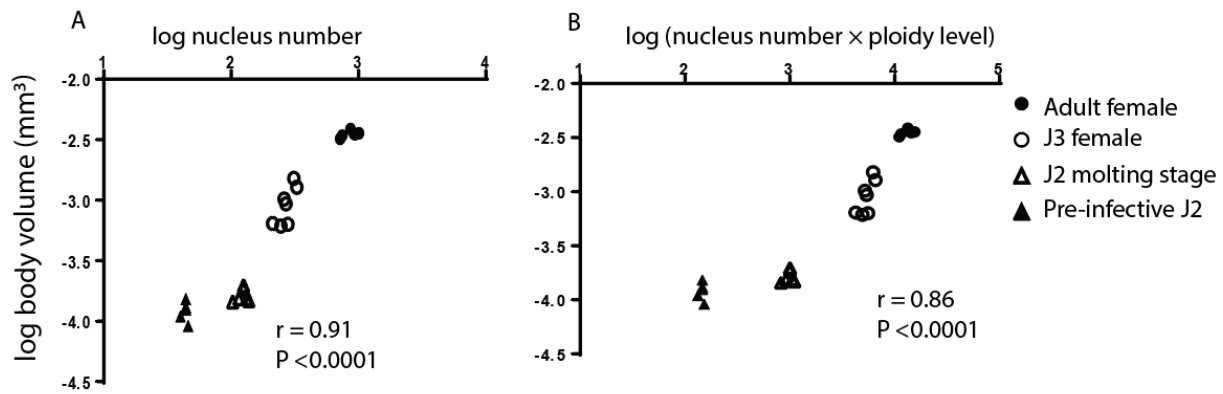 A
log nucleus number
1 2 3 4
log body volume (mm³)
-2.0
-2.5
-3.0
-3.5
-4.0
-4.5
r = 0.91
P <0.0001
B
log (nucleus number × ploidy level)
1 2 3 4 5
-2.0
-2.5
-3.0
-3.5
-4.0
-4.5
r = 0.86
P <0.0001
Adult female
J3 female
J2 molting stage
Pre-infective J2